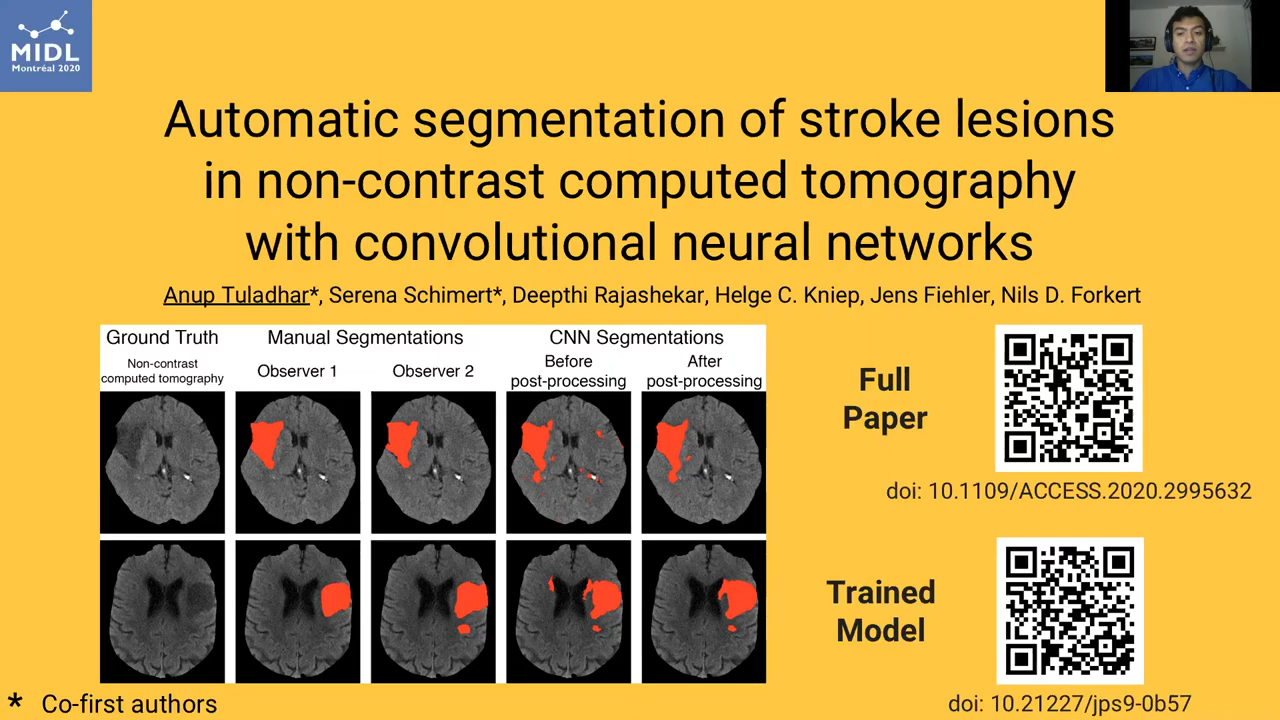 MIDL
Montréal 2020
Automatic segmentation of stroke lesions
in non-contrast computed tomography
with convolutional neural networks
Anup Tuladhar*, Serena Schimert*, Deepthi Rajashekar, Helge C. Kniep, Jens Fiehler, Nils D. Forkert
Ground Truth
Non-contrast
computed tomography
Manual Segmentations
Observer 1
Observer 2
CNN Segmentations
Before
post-processing
After
post-processing
Full
Paper
doi: 10.1109/ACCESS.2020.2995632
Trained
Model
doi: 10.21227/jps9-0b57
* Co-first authors